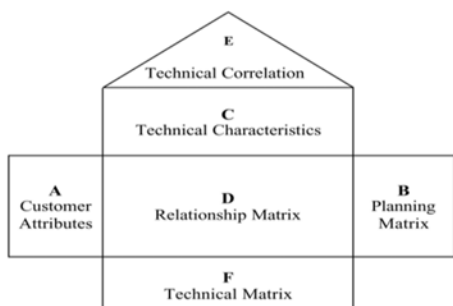 E
Technical Correlation
C
Technical Characteristics
A
Customer
Attributes
D
Relationship Matrix
B
Planning
Matrix
F
Technical Matrix